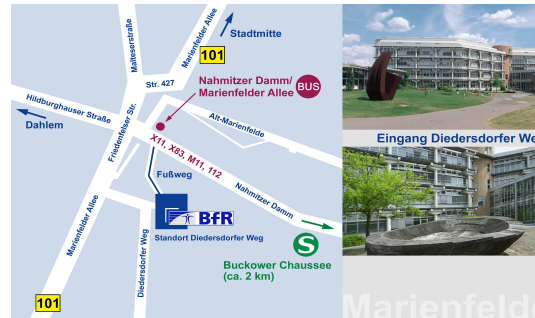 Stadtmitte
101
Marienfelder Allee
Malteserstraße
Str. 427
Nahmitzer Damm/
Marienfelder Allee
BUS
Hildburghauser Straße
Dahlem
Friedenfelser Str.
Alt-Marienfelde
X11, X83, M11, 112
Fußweg
Nahmitzer Damm
BfR
Standort Diedersdorfer Weg
Marienfelder Allee
Diedersdorfer Weg
S
Buckower Chaussee
(ca. 2 km)
101
Eingang Diedersdorfer We
Marienfelde